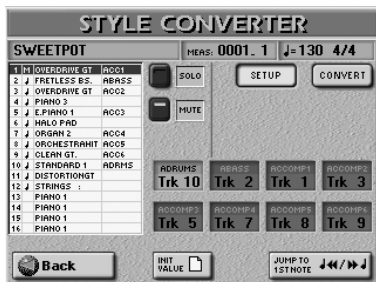 STYLE CONVERTER
SWEETPOT MEAS: 0001. 1 ♩=130 4/4
1 M OVERDRIVE GT ACC1
2 ♩ FRETLESS BS. ABASS
3 ♩ OVERDRIVE GT ACC2
4 ♩ PIANO 3
5 ♩ E.PIANO 1 ACC3
6 ♩ HALO PAD
7 ♩ ORGAN 2 ACC4
8 ♩ ORCHESTRAHIT ACC5
9 ♩ CLEAN GT. ACC6
10 ♩ STANDARD 1 ADRMS
11 ♩ DISTORTIONGT
12 ♩ STRINGS :
13 PIANO 1
14 PIANO 1
15 PIANO 1
16 PIANO 1
SOLO
MUTE
SETUP CONVERT
ADRUMS ABASS ACCOMP1 ACCOMP2
Trk 10 Trk 2 Trk 1 Trk 3
ACCOMP3 ACCOMP4 ACCOMP5 ACCOMP6
Trk 5 Trk 7 Trk 8 Trk 9
Back
INIT
VALUE
JUMP TO
1ST NOTE